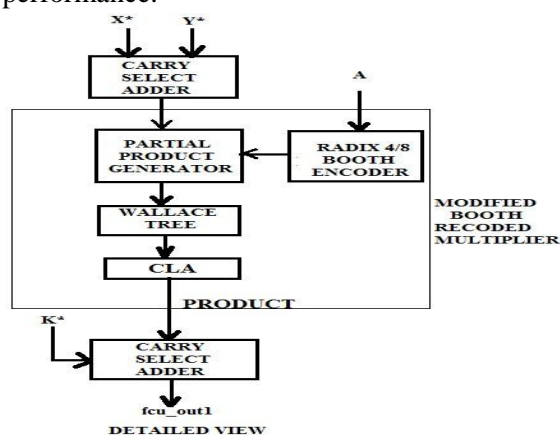 performance.
X* Y*
CARRY
SELECT
ADDER
A
PARTIAL
PRODUCT
GENERATOR
RADIX 4/8
BOOTH
ENCODER
MODIFIED
BOOTH
RECODED
MULTIPLIER
WALLACE
TREE
CLA
PRODUCT
K*
CARRY
SELECT
ADDER
fcu_out1
DETAILED VIEW